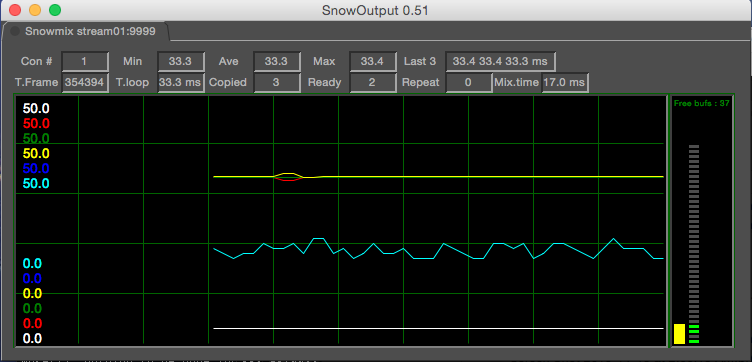 SnowOutput 0.51
Snowmix stream01:9999
Con # 1 Min 33.3 Ave 33.3 Max 33.4 Last 3 33.4 33.4 33.3 ms
T.Frame 354394 T.loop 33.3 ms Copied 3 Ready 2 Repeat 0 Mix.time 17.0 ms
Free bufs : 37
50.0
50.0
50.0
50.0
50.0
50.0
0.0
0.0
0.0
0.0
0.0
0.0